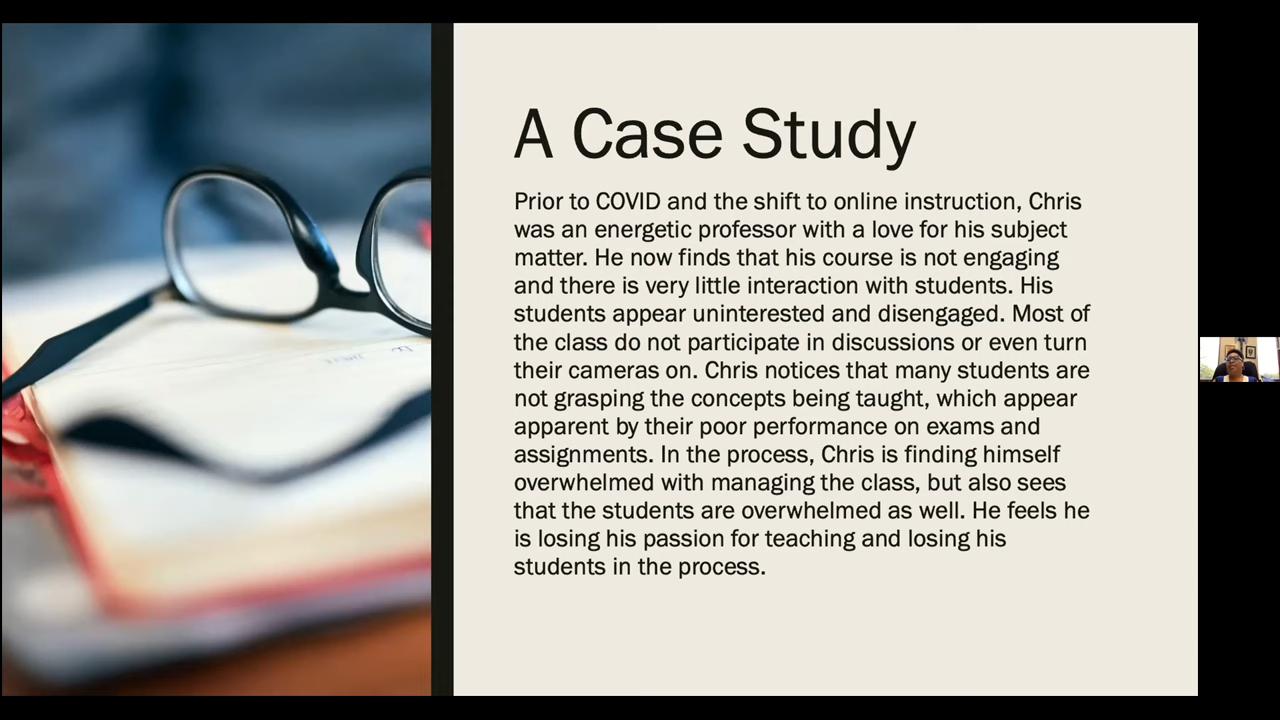 A Case Study
Prior to COVID and the shift to online instruction, Chris
was an energetic professor with a love for his subject
matter. He now finds that his course is not engaging
and there is very little interaction with students. His
students appear uninterested and disengaged. Most of
the class do not participate in discussions or even turn
their cameras on. Chris notices that many students are
not grasping the concepts being taught, which appear
apparent by their poor performance on exams and
assignments. In the process, Chris is finding himself
overwhelmed with managing the class, but also sees
that the students are overwhelmed as well. He feels he
is losing his passion for teaching and losing his
students in the process.